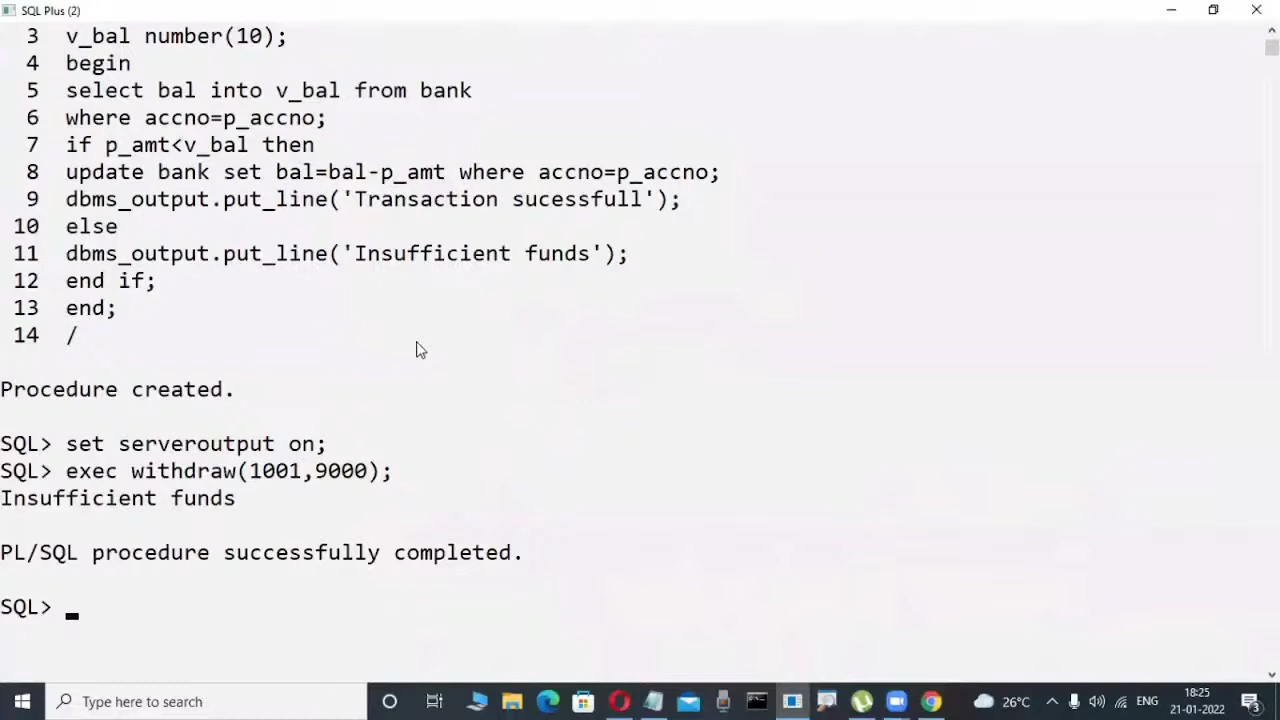 SQL Plus (2)
3 v_bal number(10);
4 begin
5 select bal into v_bal from bank
6 where accno=p_accno;
7 if p_amt<v_bal then
8 update bank set bal=bal-p_amt where accno=p_accno;
9 dbms_output.put_line('Transaction sucessfull');
10 else
11 dbms_output.put_line('Insufficient funds');
12 end if;
13 end;
14 /
Procedure created.
SQL> set serveroutput on;
SQL> exec withdraw(1001,9000);
Insufficient funds
PL/SQL procedure successfully completed.
SQL>
Type here to search
26°C
ENG
18:25
21-01-2022
3